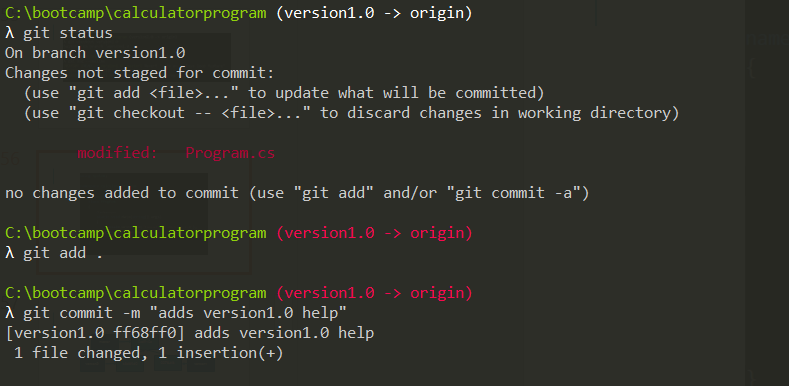 C:\bootcamp\calculatorprogram (version1.0 -> origin)
λ git status
On branch version1.0
Changes not staged for commit:
  (use "git add <file>..." to update what will be committed)
  (use "git checkout -- <file>..." to discard changes in working directory)
        modified:   Program.cs
no changes added to commit (use "git add" and/or "git commit -a")
C:\bootcamp\calculatorprogram (version1.0 -> origin)
λ git add .
C:\bootcamp\calculatorprogram (version1.0 -> origin)
λ git commit -m "adds version1.0 help"
[version1.0 ff68ff0] adds version1.0 help
 1 file changed, 1 insertion(+)